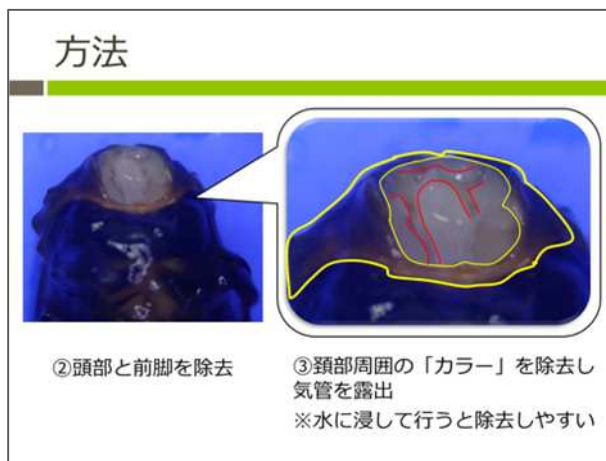 方法
②頭部と前脚を除去
③頚部周囲の「カラー」を除去し
気管を露出
※水に浸して行うと除去しやすい